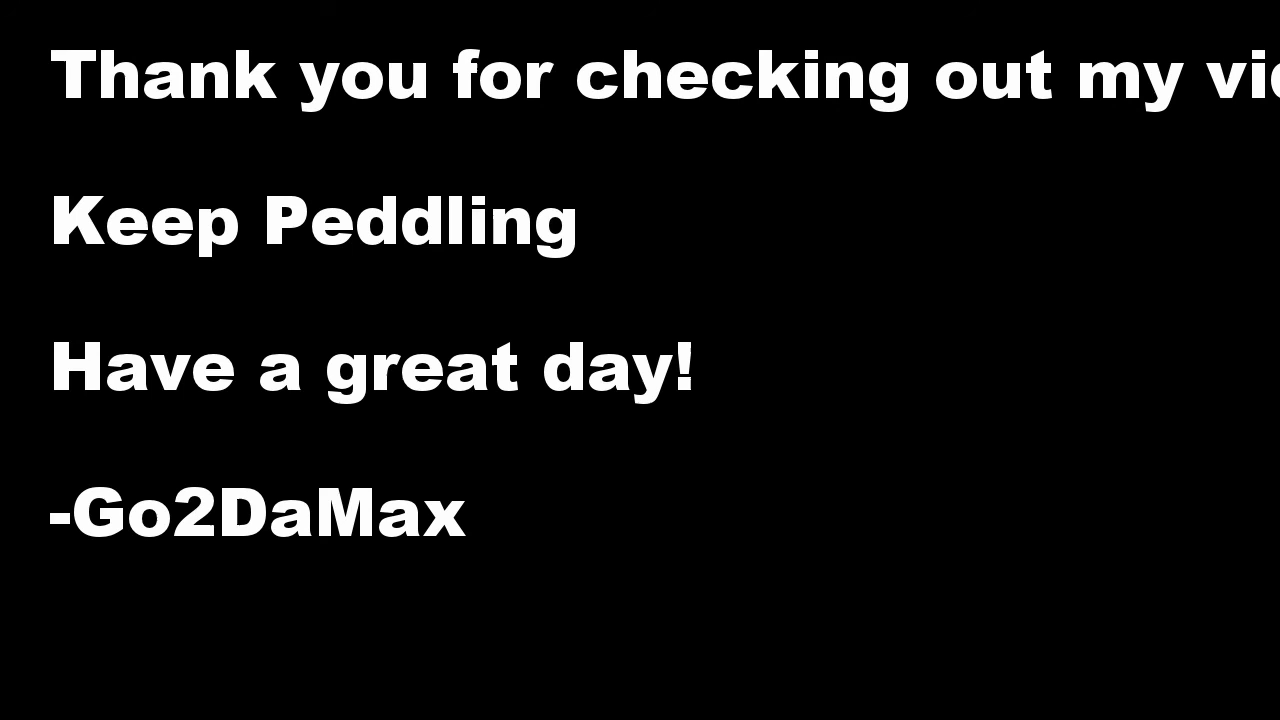 Thank you for checking out my
Keep Peddling
Have a great day!
-Go2DaMax